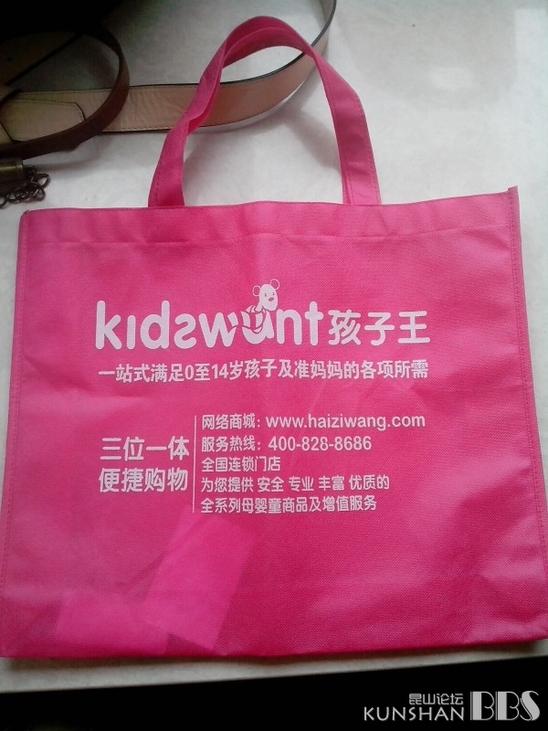 kidswant孩子王
一站式满足0至14岁孩子及准妈妈的各项所需
三位一体
便捷购物
网络商城：www.haiziwang.com
服务热线：400-828-8686
全国连锁门店
为您提供 安全 专业 丰富 优质的
全系列母婴童商品及增值服务
昆山论坛
KUNSHAN BBS